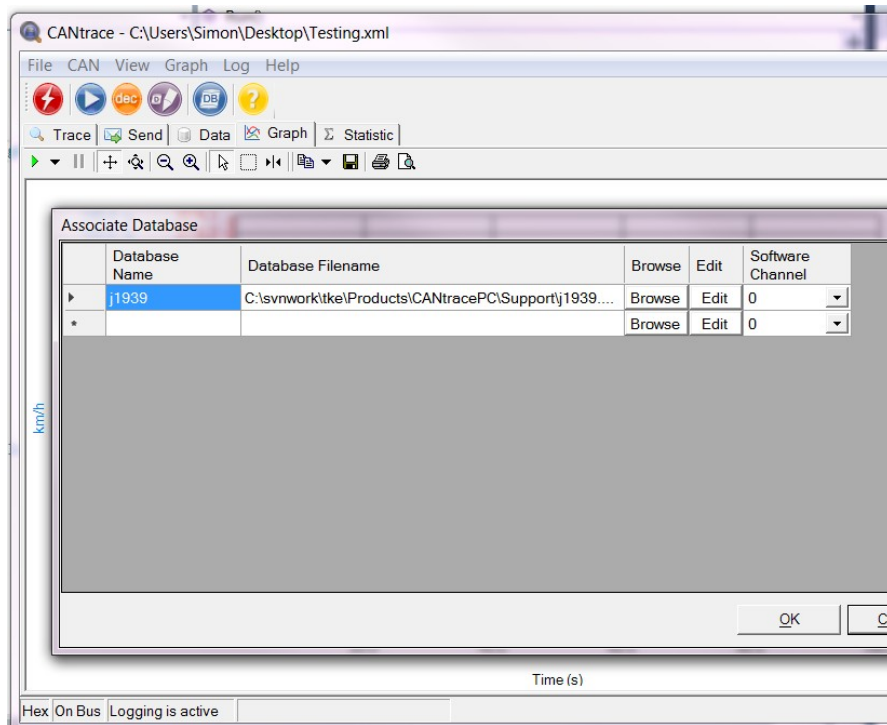 CANtrace - C:\Users\Simon\Desktop\Testing.xml
File CAN View Graph Log Help
dec DB ?
Trace Send Data Graph Σ Statistic
Associate Database
Database Name Database Filename Browse Edit Software Channel
j1939 C:\svnwork\tke\Products\CANtracePC\Support\j1939.... Browse Edit 0
* Browse Edit 0
km/h
OK C
Time (s)
Hex On Bus Logging is active